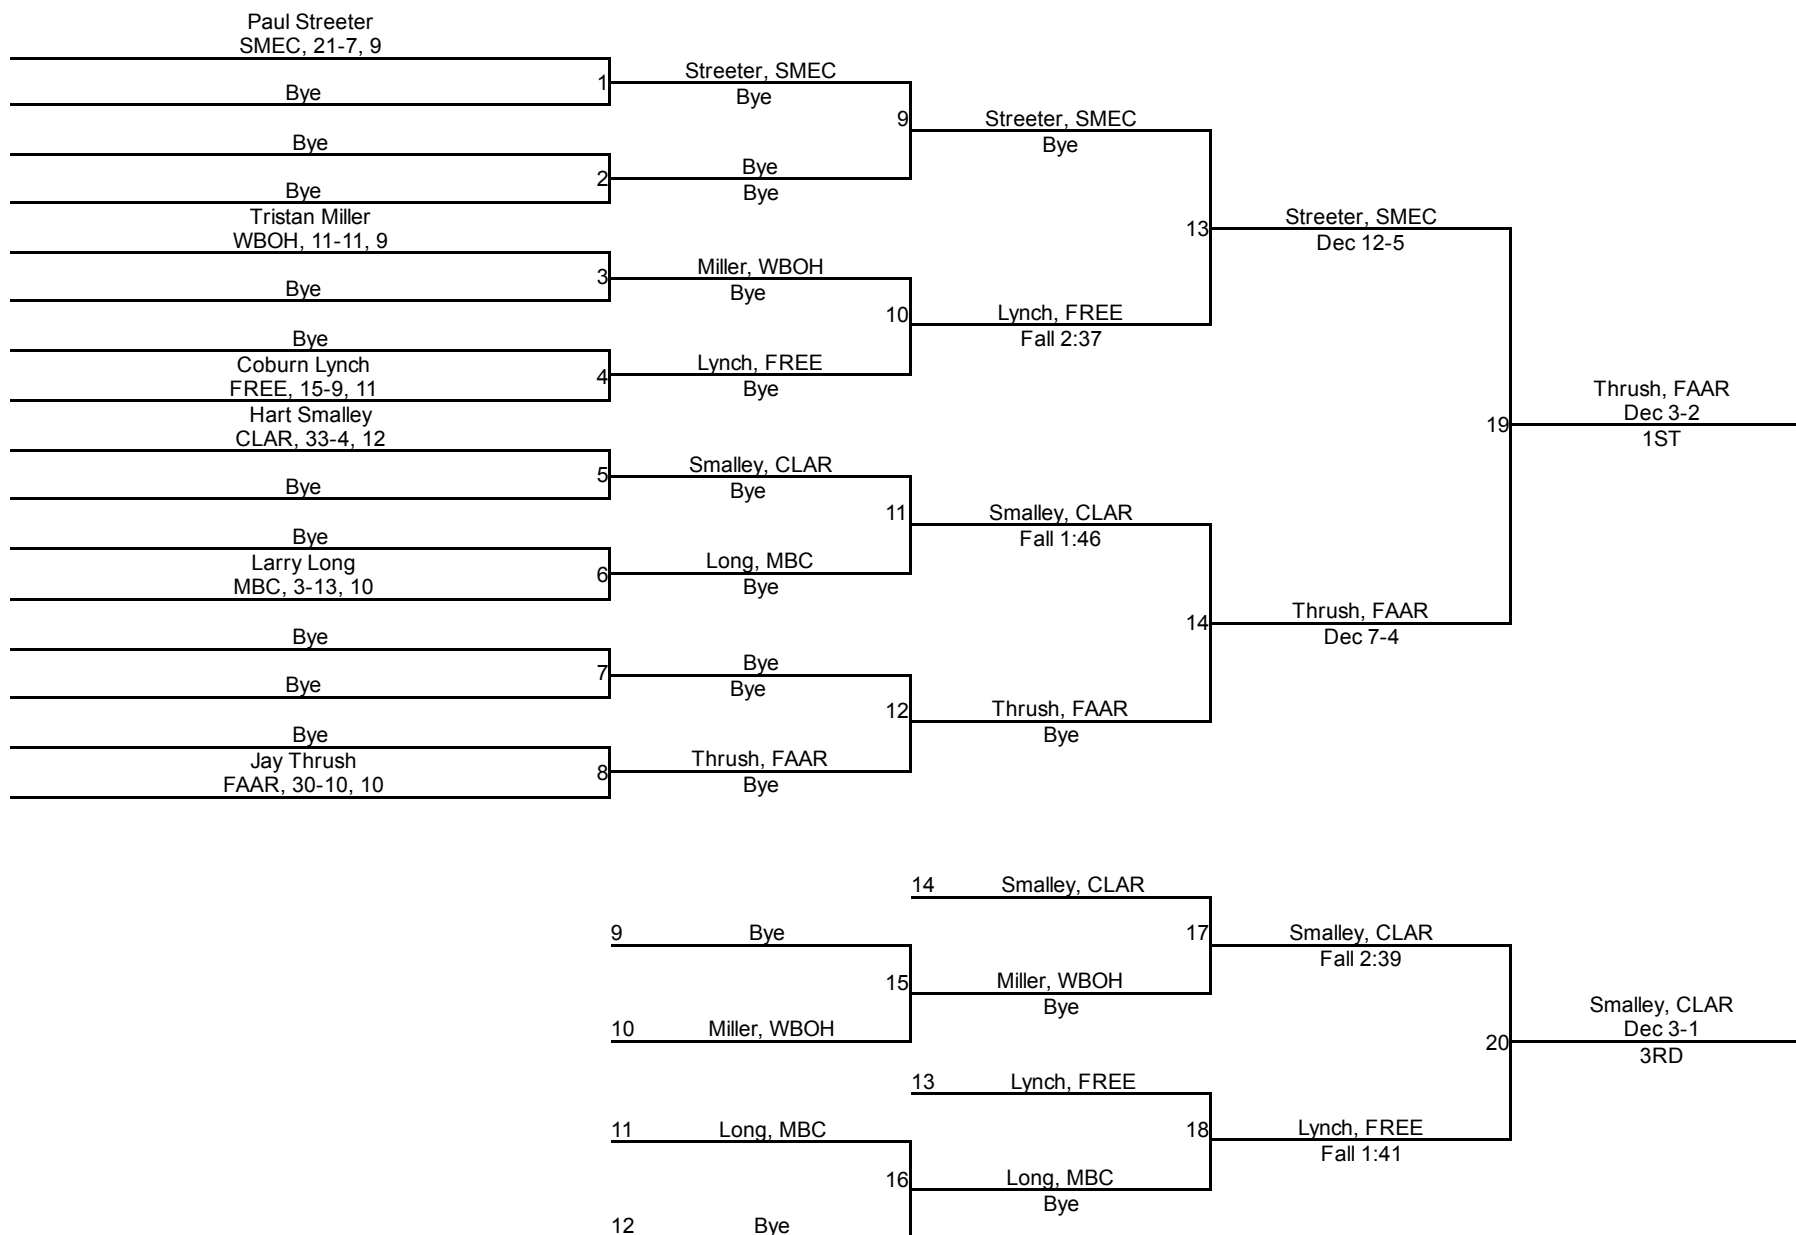 Paul Streeter
SMEC, 21-7, 9
1
Bye
Streeter, SMEC
Bye
9
Bye
2
Bye
Bye
Bye
Streeter, SMEC
Bye
Tristan Miller
WBOH, 11-11, 9
3
Bye
Miller, WBOH
Bye
10
Bye
Coburn Lynch
FREE, 15-9, 11
4
Lynch, FREE
Bye
Lynch, FREE
Fall 2:37
13
Streeter, SMEC
Dec 12-5
Hart Smalley
CLAR, 33-4, 12
5
Bye
Smalley, CLAR
Bye
11
Bye
Larry Long
MBC, 3-13, 10
6
Long, MBC
Bye
Smalley, CLAR
Fall 1:46
14
Bye
7
Bye
Bye
Bye
12
Bye
Jay Thrush
FAAR, 30-10, 10
8
Thrush, FAAR
Bye
Thrush, FAAR
Bye
Thrush, FAAR
Dec 7-4
19
Thrush, FAAR
Dec 3-2
1ST
14 Smalley, CLAR
9 Bye
15
10 Miller, WBOH
Miller, WBOH
Bye
17
Smalley, CLAR
Fall 2:39
13 Lynch, FREE
11 Long, MBC
16
12 Bye
Long, MBC
Bye
18
Lynch, FREE
Fall 1:41
20
Smalley, CLAR
Dec 3-1
3RD